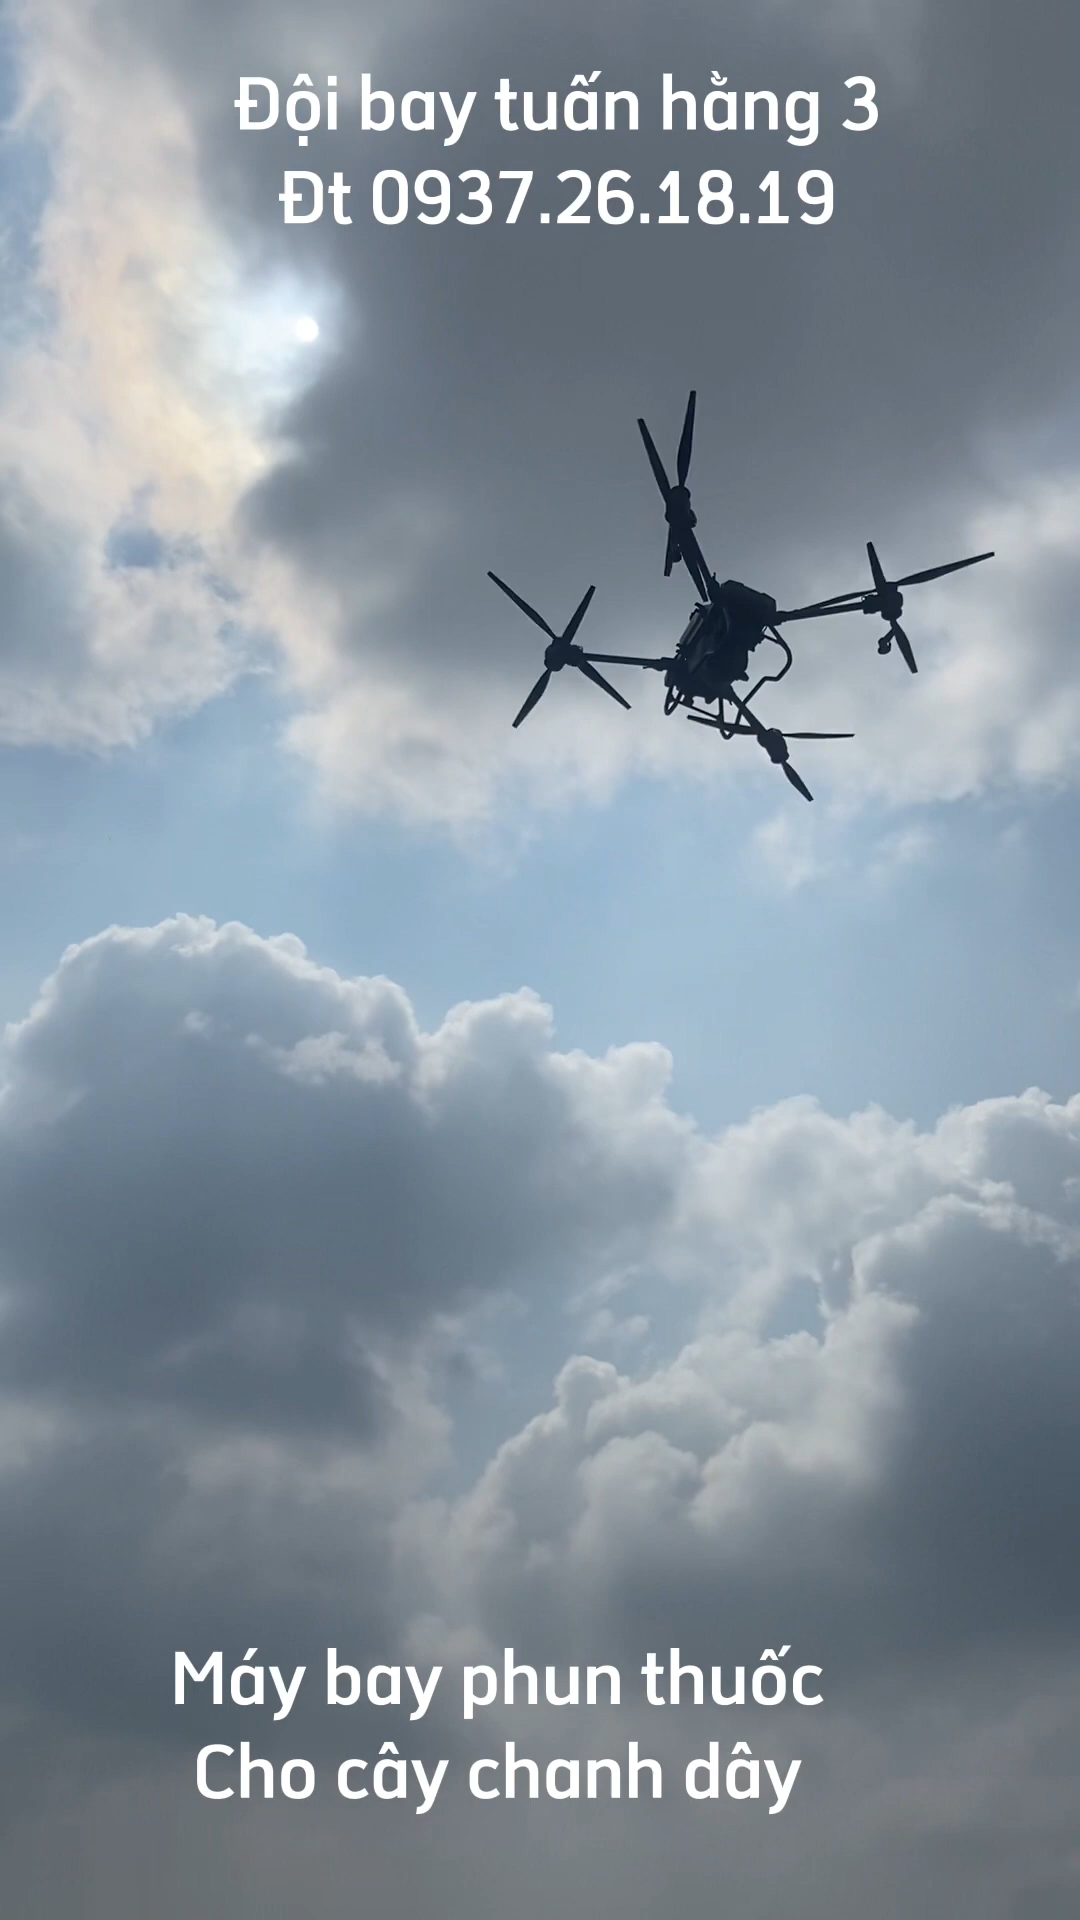 Đội bay tuấn hằng 3
Đt 0937.26.18.19
Máy bay phun thuốc
Cho cây chanh dây